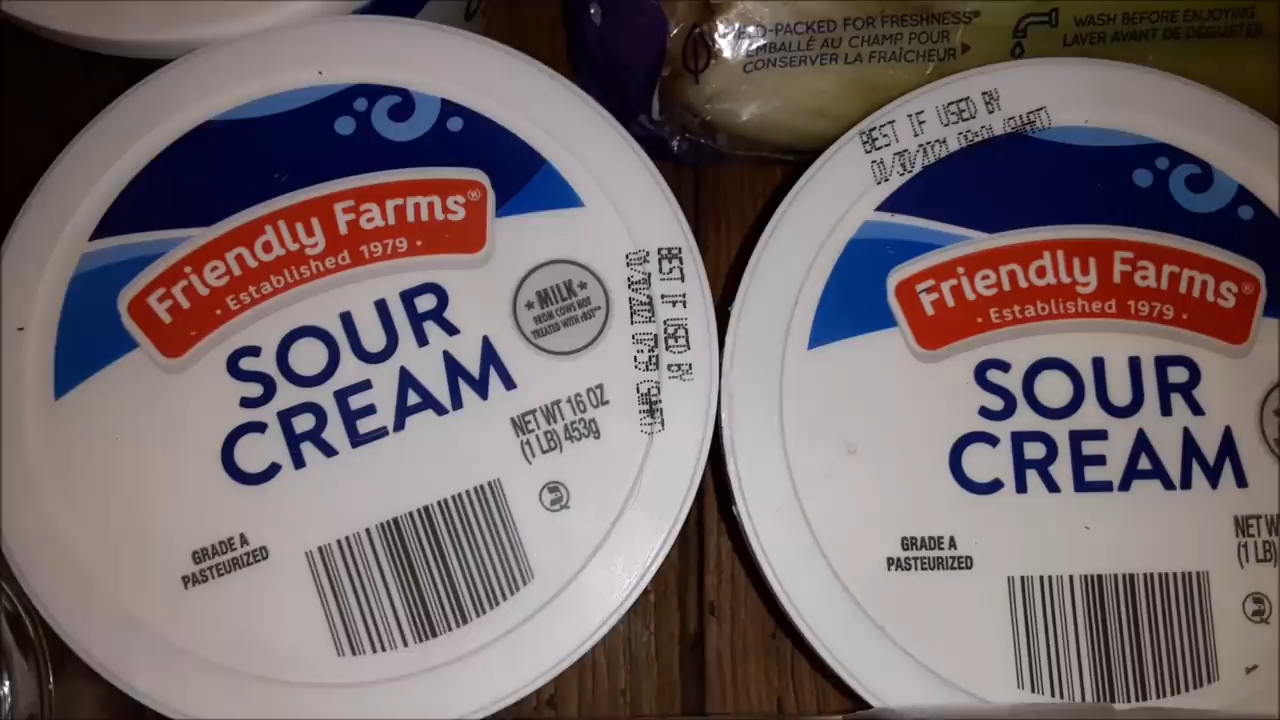 -PACKED FOR FRESHNESS®
EMBALLÉ AU CHAMP POUR
CONSERVER LA FRAÎCHEUR
WASH BEFORE ENJOYING
LAVER AVANT DE DÉGUSTER
Friendly Farms®
· Established 1979 ·
SOUR
CREAM
MILK
FROM COWS NOT
TREATED WITH rBST**
NET WT 16 OZ
(1 LB) 453g
BEST IF USED BY
GRADE A
PASTEURIZED
BEST IF USED BY
01/30/2021
Friendly Farms®
· Established 1979 ·
SOUR
CREAM
GRADE A
PASTEURIZED
NET W
(1 LB)